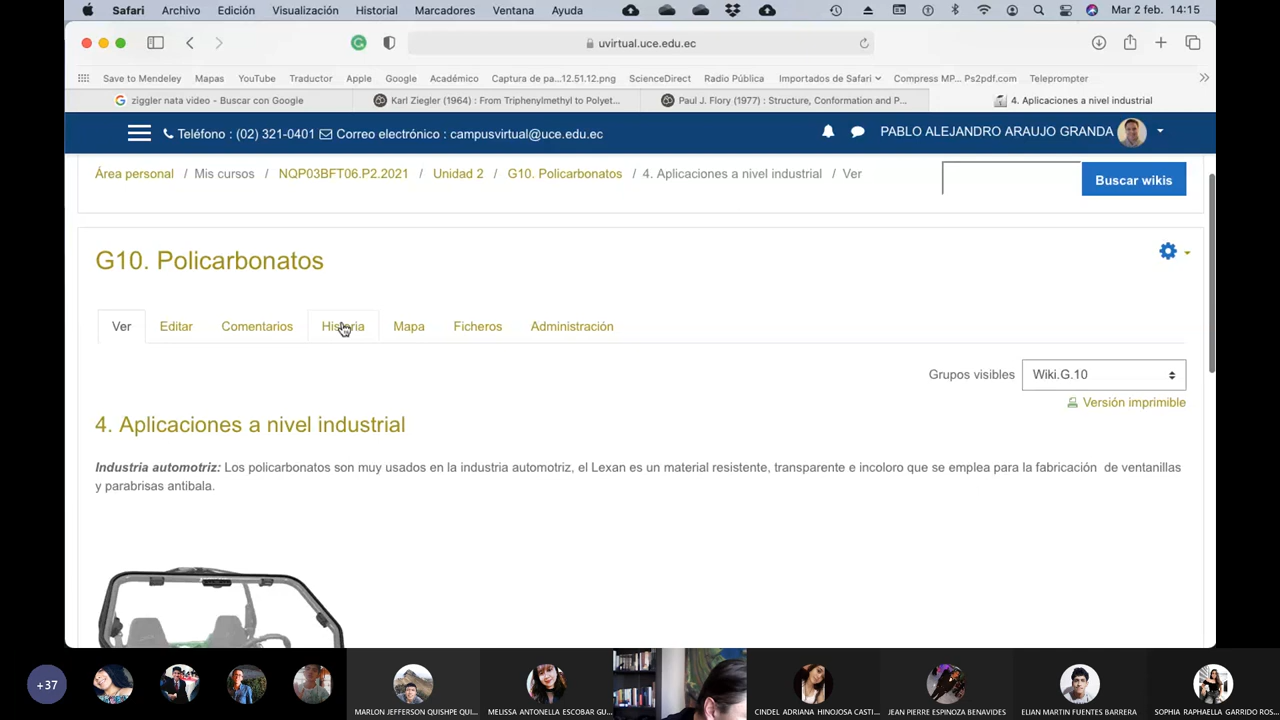 Safari Archivo Edición Visualización Historial Marcadores Ventana Ayuda Mar 2 feb. 14:15
uvirtual.uce.edu.ec
Save to Mendeley Mapas YouTube Traductor Apple Google Académico Captura de pa...12.51.12.png ScienceDirect Radio Pública Importados de Safari Compress MP... Ps2pdf.com Teleprompter
ziggler nata video - Buscar con Google Karl Ziegler (1964) : From Triphenylmethyl to Polyet... Paul J. Flory (1977) : Structure, Conformation and P... 4. Aplicaciones a nivel industrial
Teléfono : (02) 321-0401 Correo electrónico : campusvirtual@uce.edu.ec PABLO ALEJANDRO ARAUJO GRANDA
Área personal / Mis cursos / NQP03BFT06.P2.2021 / Unidad 2 / G10. Policarbonatos / 4. Aplicaciones a nivel industrial / Ver Buscar wikis
G10. Policarbonatos
Ver Editar Comentarios Historia Mapa Ficheros Administración
Grupos visibles Wiki.G.10
Versión imprimible
4. Aplicaciones a nivel industrial
Industria automotriz: Los policarbonatos son muy usados en la industria automotriz, el Lexan es un material resistente, transparente e incoloro que se emplea para la fabricación de ventanillas
y parabrisas antibala.
+37
MARLON JEFFERSON QUISHPE QUI... MELISSA ANTONELLA ESCOBAR GU... CINDEL ADRIANA HINOJOSA CASTI... JEAN PIERRE ESPINOZA BENAVIDES ELIAN MARTIN FUENTES BARRERA SOPHIA RAPHAELLA GARRIDO ROS...